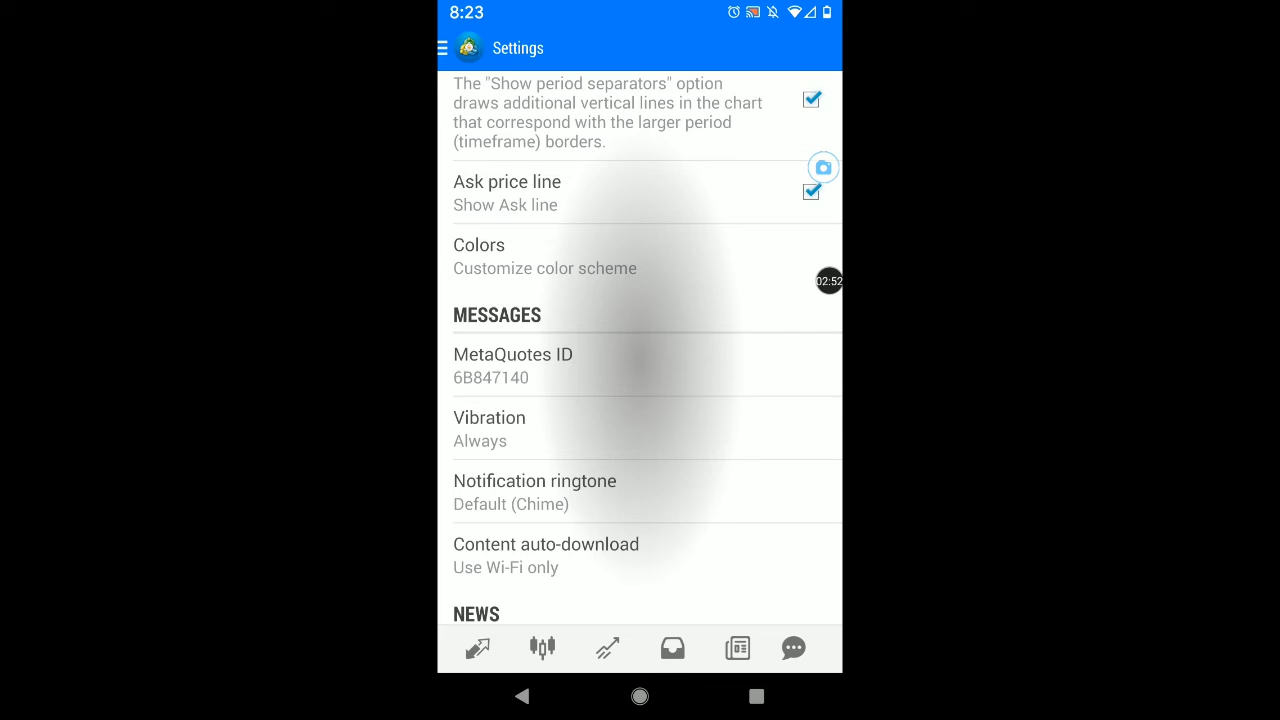 8:23
Settings
The "Show period separators" option
draws additional vertical lines in the chart
that correspond with the larger period
(timeframe) borders.
Ask price line
Show Ask line
Colors
Customize color scheme
02:52
MESSAGES
MetaQuotes ID
6B847140
Vibration
Always
Notification ringtone
Default (Chime)
Content auto-download
Use Wi-Fi only
NEWS